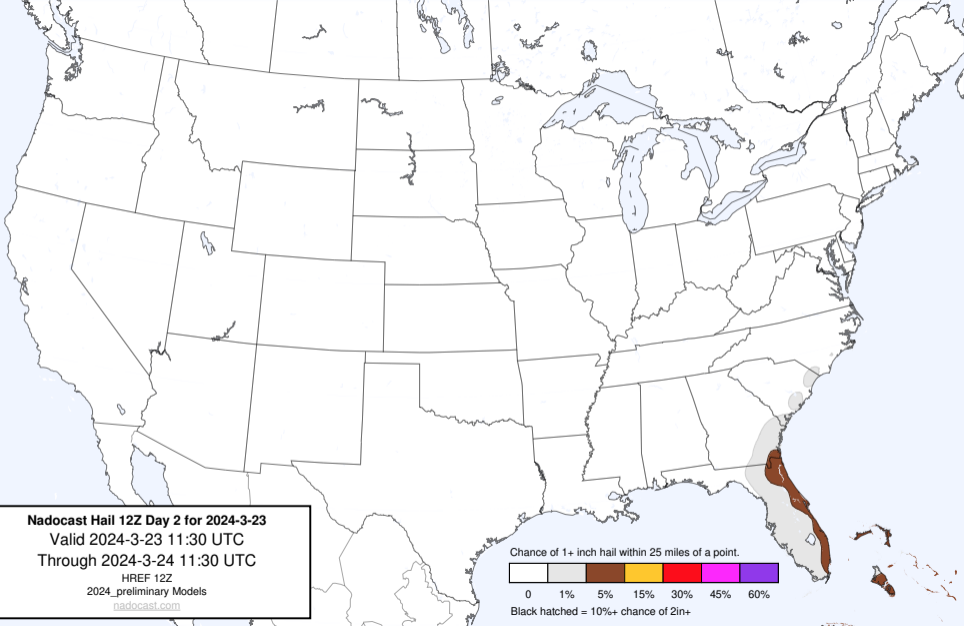 Nadocast Hail 12Z Day 2 for 2024-3-23
Valid 2024-3-23 11:30 UTC
Through 2024-3-24 11:30 UTC
HREF 12Z
2024_preliminary Models
nadocast.com
Chance of 1+ inch hail within 25 miles of a point.
0 1% 5% 15% 30% 45% 60%
Black hatched = 10%+ chance of 2in+